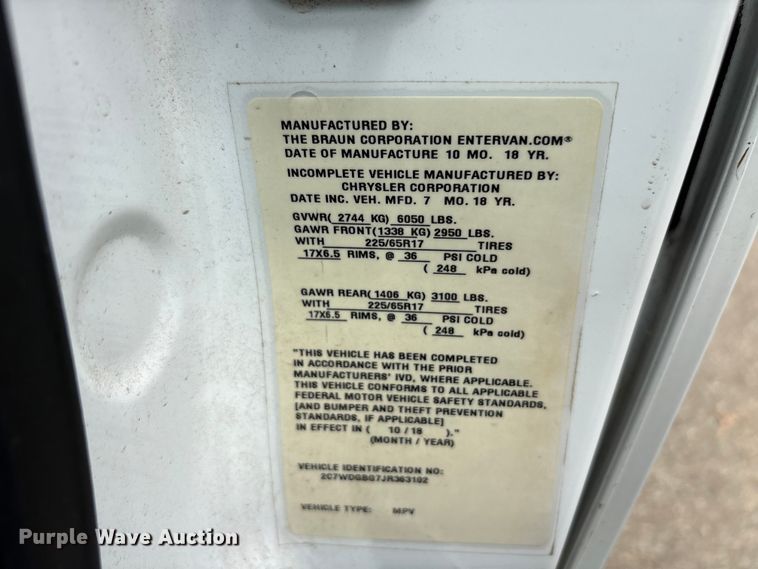 MANUFACTURED BY:
THE BRAUN CORPORATION ENTERVAN.COM®
DATE OF MANUFACTURE 10 MO. 18 YR.
INCOMPLETE VEHICLE MANUFACTURED BY:
CHRYSLER CORPORATION
DATE INC. VEH. MFD. 7 MO. 18 YR.
GVWR( 2744 KG) 6050 LBS.
GAWR FRONT(1338 KG) 2950 LBS.
WITH 225/65R17 TIRES
17X6.5 RIMS, @ 36 PSI COLD
( 248 kPa cold)
GAWR REAR(1406 KG) 3100 LBS.
WITH 225/65R17 TIRES
17X6.5 RIMS, @ 36 PSI COLD
( 248 kPa cold)
"THIS VEHICLE HAS BEEN COMPLETED
IN ACCORDANCE WITH THE PRIOR
MANUFACTURERS' IVD, WHERE APPLICABLE.
THIS VEHICLE CONFORMS TO ALL APPLICABLE
FEDERAL MOTOR VEHICLE SAFETY STANDARDS,
[AND BUMPER AND THEFT PREVENTION
STANDARDS, IF APPLICABLE]
IN EFFECT IN ( 10 / 18 )."
(MONTH / YEAR)
VEHICLE IDENTIFICATION NO:
2C7WDGBG7JR363102
VEHICLE TYPE: MPV
Purple Wave Auction